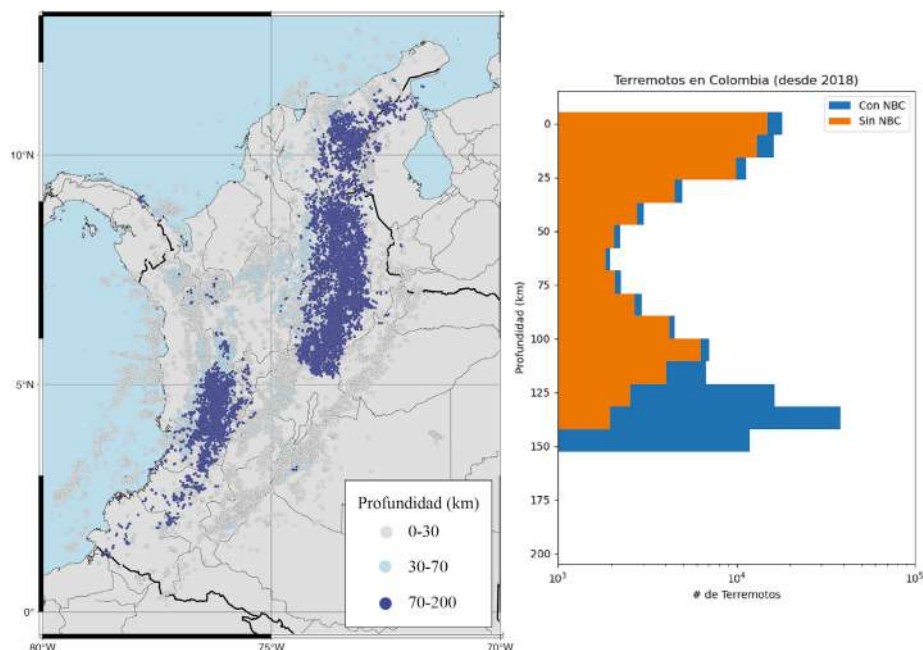 10°N
5°N
0°
80°W
75°W
70°W
Profundidad (km)
0-30
30-70
70-200
Terremotos en Colombia (desde 2018)
Con NBC
Sin NBC
0
25
50
75
100
125
150
175
200
Profundidad (km)
10³
10⁴
10⁵
# de Terremotos